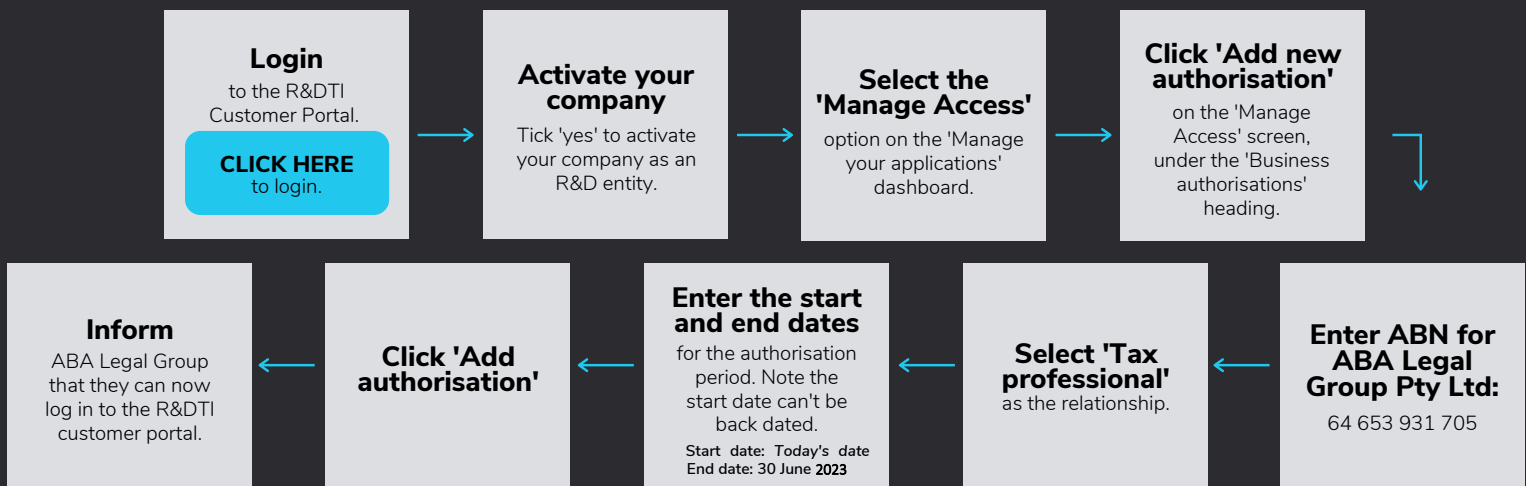 Login
to the R&DTI
Customer Portal.
CLICK HERE
to login.
Activate your
company
Tick 'yes' to activate
your company as an
R&D entity.
Select the
'Manage Access'
option on the 'Manage
your applications'
dashboard.
Click 'Add new
authorisation'
on the 'Manage
Access' screen,
under the 'Business
authorisations'
heading.
Enter ABN for
ABA Legal
Group Pty Ltd:
64 653 931 705
Select 'Tax
professional'
as the relationship.
Enter the start
and end dates
for the authorisation
period. Note the
start date can't be
back dated.
Start date: Today's date
End date: 30 June 2023
Click 'Add
authorisation'
Inform
ABA Legal Group
that they can now
log in to the R&DTI
customer portal.